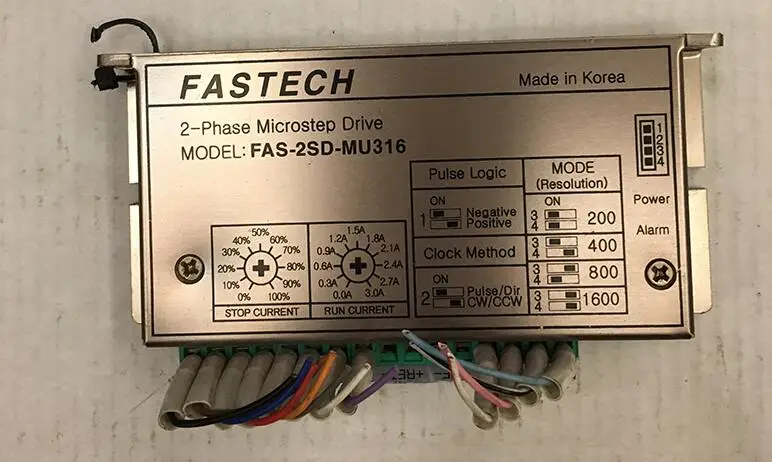 FASTECH
Made in Korea
2-Phase Microstep Drive
MODEL: FAS-2SD-MU316
1
2
3
4
Power
Alarm
Pulse Logic
ON
1 Negative
Positive
Clock Method
ON
2 Pulse/Dir
CW/CCW
MODE
(Resolution)
ON
3
4 200
3
4 400
3
4 800
3
4 1600
50%
40% 60%
30% 70%
20% 80%
10% 90%
0% 100%
STOP CURRENT
1.5A
1.2A 1.8A
0.9A 2.1A
0.6A 2.4A
0.3A 2.7A
0.0A 3.0A
RUN CURRENT